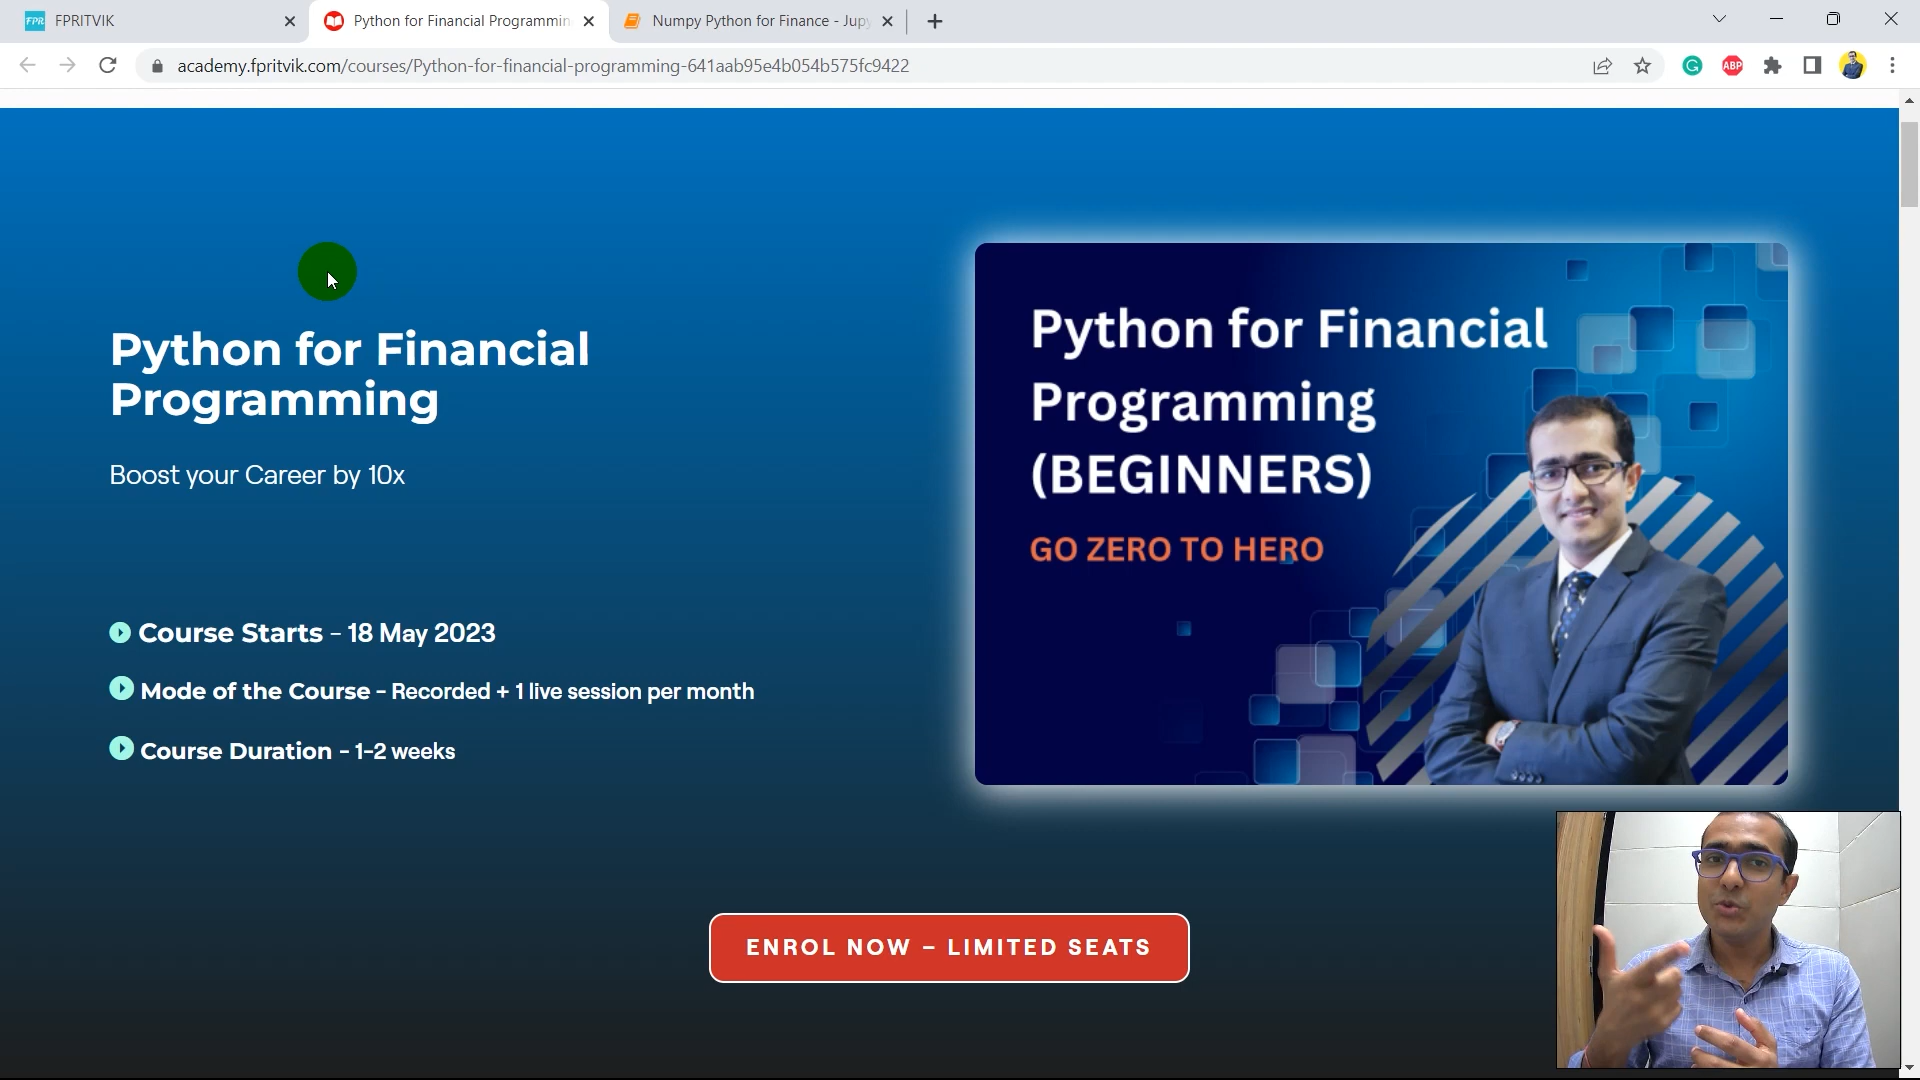 FPR FPRITVIK
Python for Financial Programmin
Numpy Python for Finance - Jup
academy.fpritvik.com/courses/Python-for-financial-programming-641aab95e4b054b575fc9422
ABP
Python for Financial
Programming
Boost your Career by 10x
Course Starts - 18 May 2023
Mode of the Course - Recorded + 1 live session per month
Course Duration - 1-2 weeks
Python for Financial
Programming
(BEGINNERS)
GO ZERO TO HERO
ENROL NOW – LIMITED SEATS